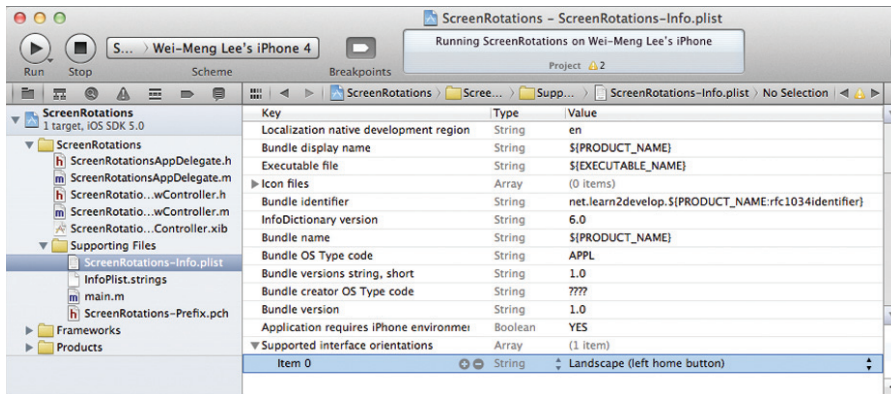 ScreenRotations – ScreenRotations-Info.plist
S... 〉 Wei-Meng Lee's iPhone 4
Running ScreenRotations on Wei-Meng Lee's iPhone
Project 2
Run Stop Scheme Breakpoints
ScreenRotations 〉 Scree... 〉 Supp... 〉 ScreenRotations-Info.plist 〉 No Selection
ScreenRotations
1 target, iOS SDK 5.0
ScreenRotations
h ScreenRotationsAppDelegate.h
m ScreenRotationsAppDelegate.m
h ScreenRotatio...wController.h
m ScreenRotatio...wController.m
ScreenRotatio...Controller.xib
Supporting Files
ScreenRotations-Info.plist
InfoPlist.strings
m main.m
h ScreenRotations-Prefix.pch
Frameworks
Products
Key Type Value
Localization native development region String en
Bundle display name String ${PRODUCT_NAME}
Executable file String ${EXECUTABLE_NAME}
Icon files Array (0 items)
Bundle identifier String net.learn2develop.${PRODUCT_NAME:rfc1034identifier}
InfoDictionary version String 6.0
Bundle name String ${PRODUCT_NAME}
Bundle OS Type code String APPL
Bundle versions string, short String 1.0
Bundle creator OS Type code String ????
Bundle version String 1.0
Application requires iPhone environmer Boolean YES
Supported interface orientations Array (1 item)
Item 0 String Landscape (left home button)